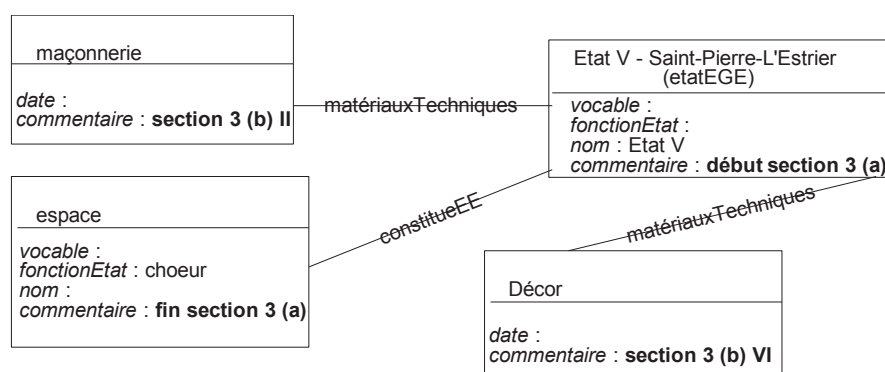 maçonnerie
date :
commentaire : section 3 (b) II
matériauxTechniques
Etat V - Saint-Pierre-L'Estrier
(etatEGE)
vocable :
fonctionEtat :
nom : Etat V
commentaire : début section 3 (a)
espace
vocable :
fonctionEtat : choeur
nom :
commentaire : fin section 3 (a)
constitueEE
matériauxTechniques
Décor
date :
commentaire : section 3 (b) VI